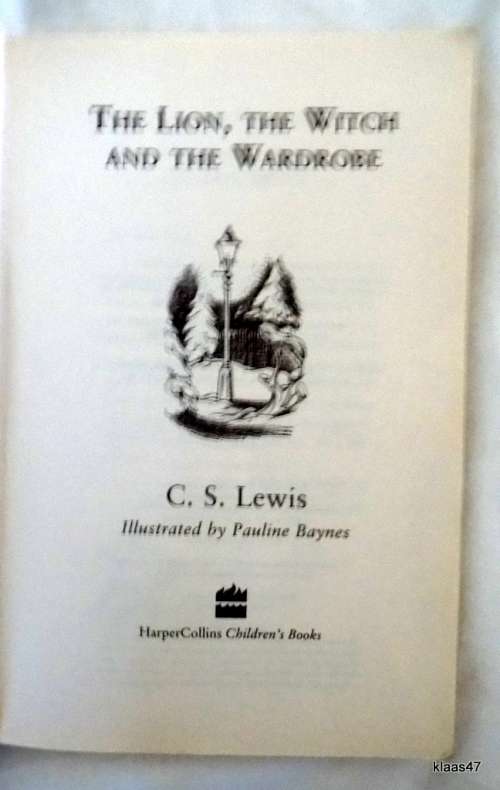 THE LION, THE WITCH
AND THE WARDROBE
C. S. Lewis
Illustrated by Pauline Baynes
HarperCollins Children's Books
klaas47